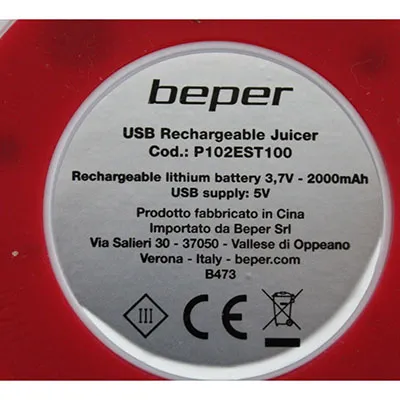 beper
USB Rechargeable Juicer
Cod.: P102EST100
Rechargeable lithium battery 3,7V - 2000mAh
USB supply: 5V
Prodotto fabbricato in Cina
Importato da Beper Srl
Via Salieri 30 - 37050 - Vallese di Oppeano
Verona - Italy - beper.com
B473
III CE